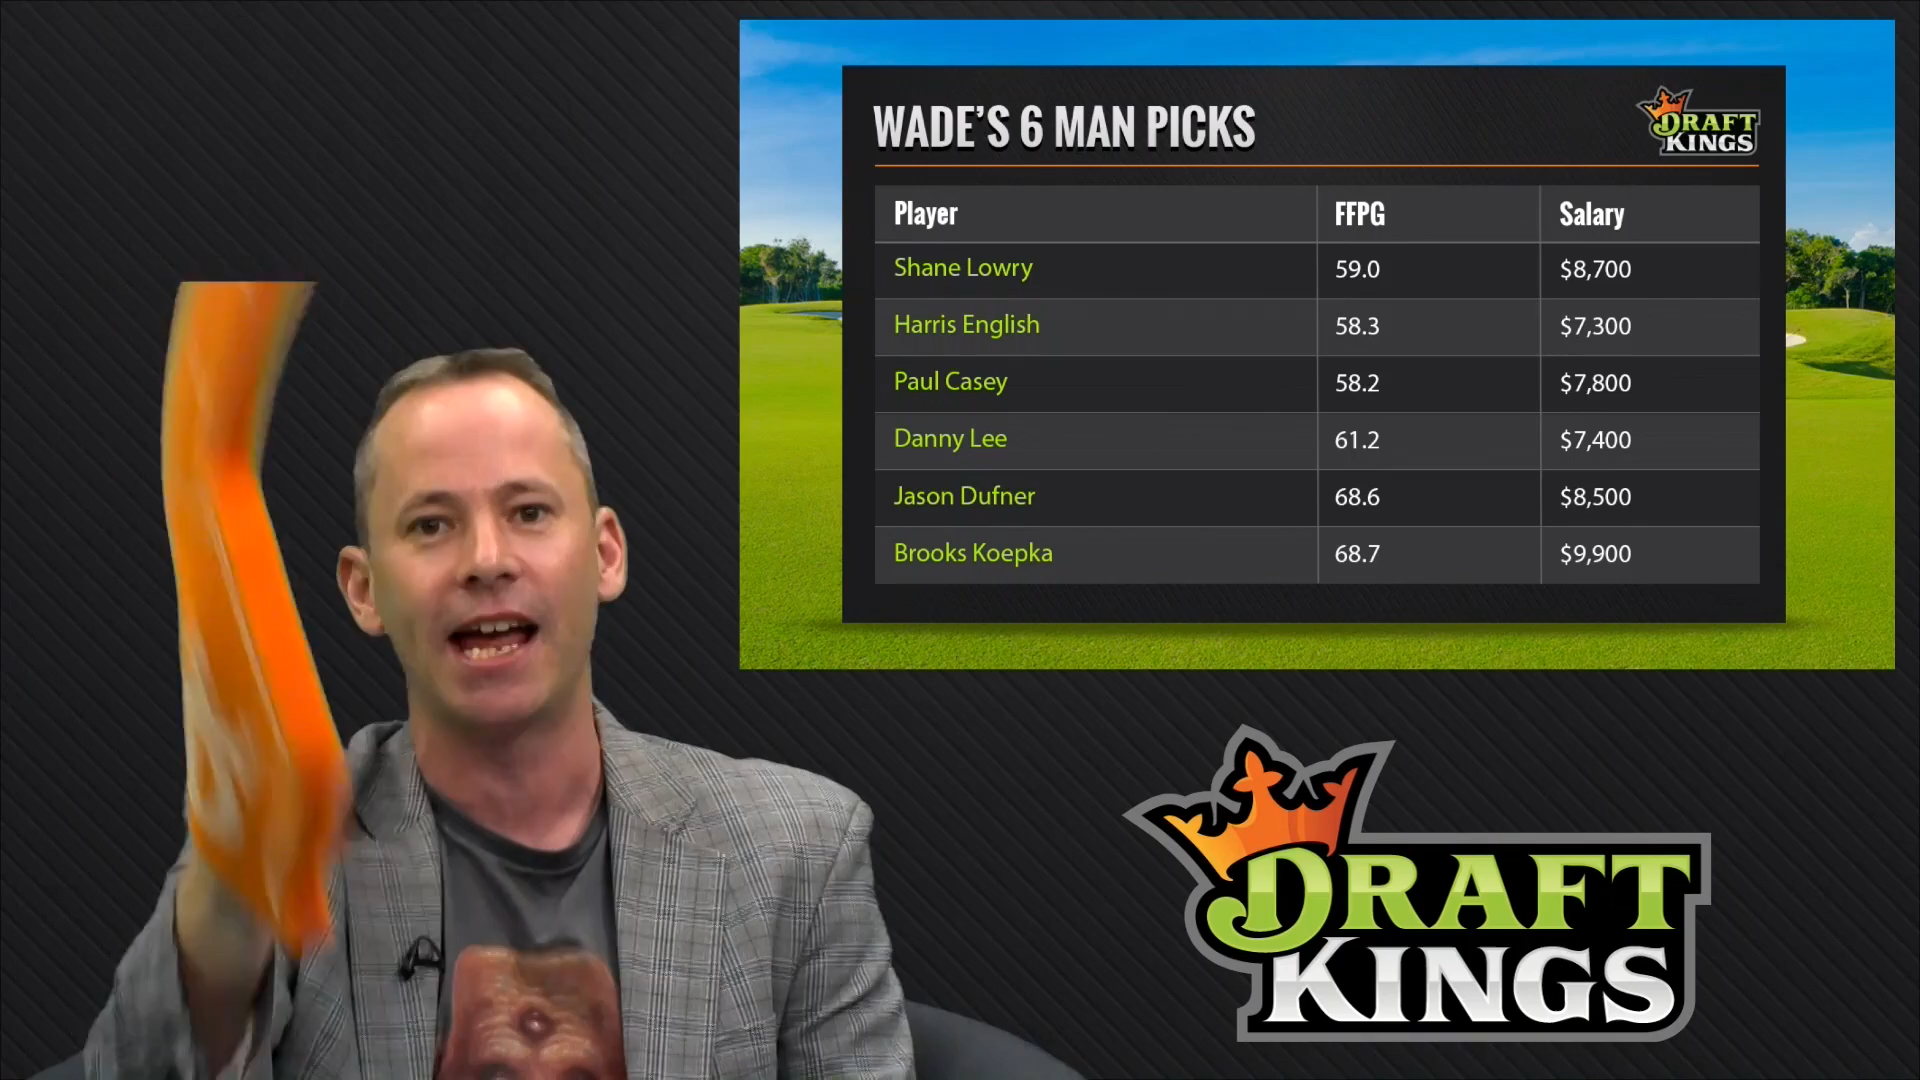 WADE'S 6 MAN PICKS
DRAFT
KINGS
Player FFPG Salary
Shane Lowry 59.0 $8,700
Harris English 58.3 $7,300
Paul Casey 58.2 $7,800
Danny Lee 61.2 $7,400
Jason Dufner 68.6 $8,500
Brooks Koepka 68.7 $9,900
DRAFT
KINGS